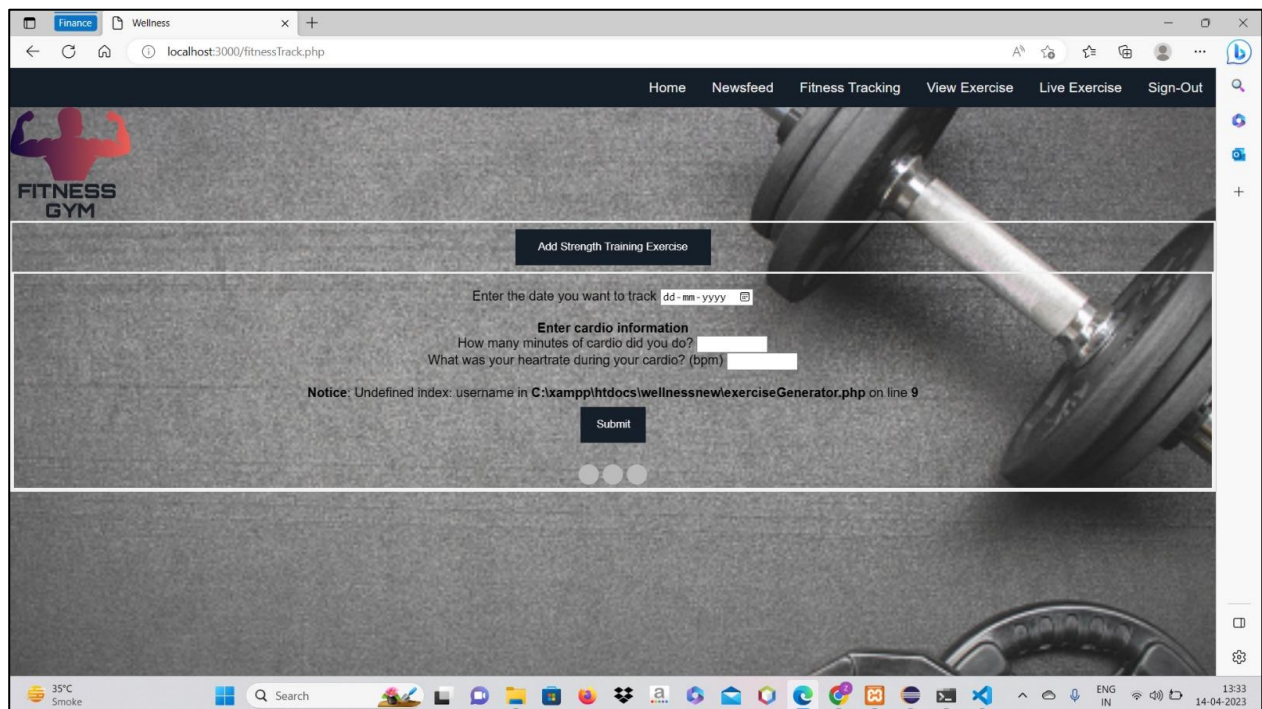 Finance
Wellness
localhost:3000/fitnessTrack.php
Home Newsfeed Fitness Tracking View Exercise Live Exercise Sign-Out
FITNESS
GYM
Add Strength Training Exercise
Enter the date you want to track dd-mm-yyyy
Enter cardio information
How many minutes of cardio did you do?
What was your heartrate during your cardio? (bpm)
Notice: Undefined index: username in C:\xampp\htdocs\wellnessnew\exerciseGenerator.php on line 9
Submit
35°C
Smoke
Search
ENG
IN
13:33
14-04-2023